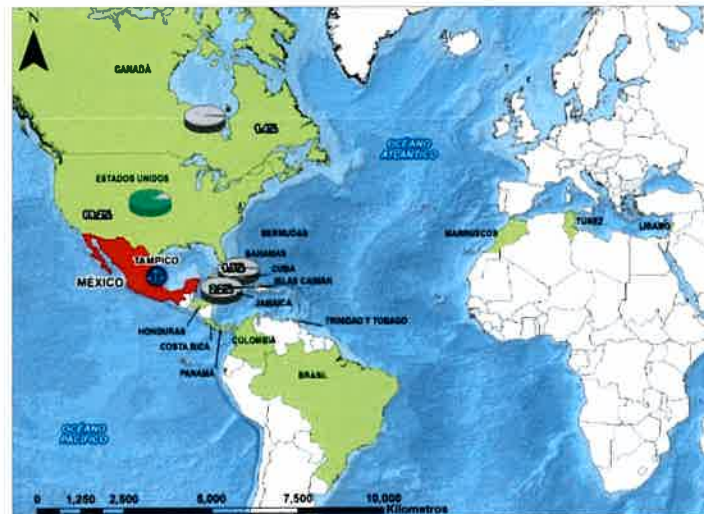 N
CANADÁ
OCÉANO
ATLÁNTICO
ESTADOS UNIDOS
BERMUDAS
MARRUECOS
TÚNEZ
LÍBANO
BAHAMAS
TAMPICO
CUBA
MÉXICO
ISLAS CAIMÁN
JAMAICA
TRINIDAD Y TOBAGO
HONDURAS
COSTA RICA
COLOMBIA
PANAMÁ
BRASIL
OCÉANO
PACÍFICO
0 1,250 2,500 5,000 7,500 10,000
Kilometros